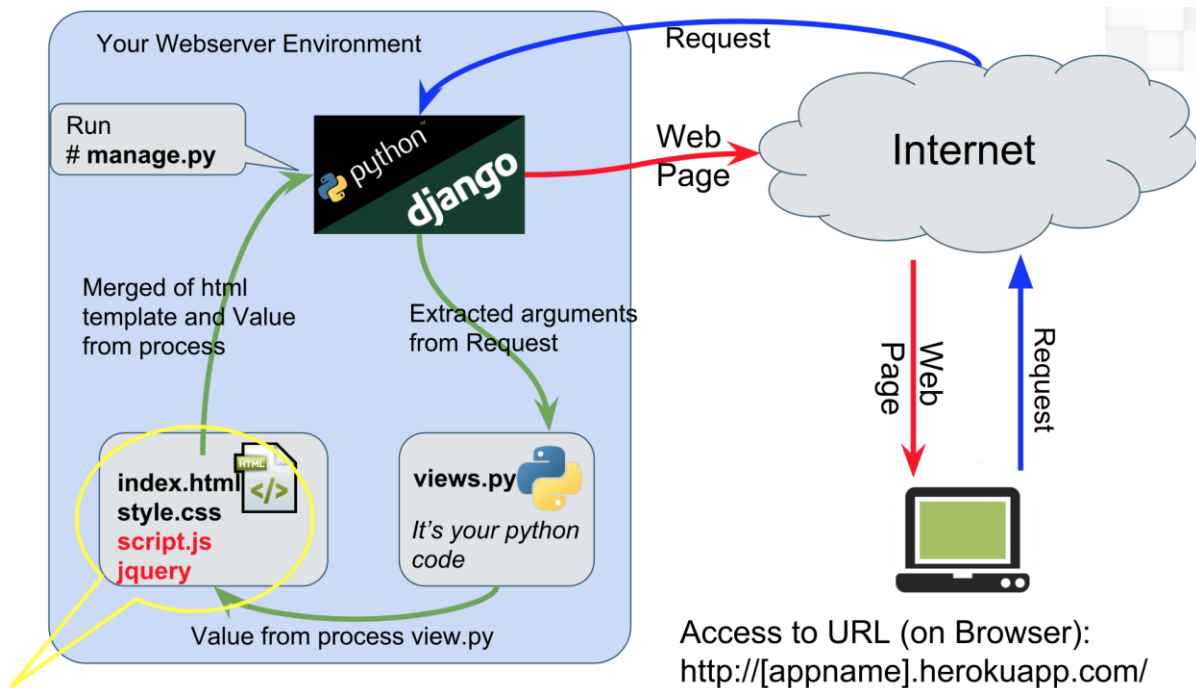 Your Webserver Environment
Request
Run
# manage.py
python
django
Web
Page
Internet
Merged of html
template and Value
from process
Extracted arguments
from Request
Web
Page
Request
HTML
</>
index.html
style.css
script.js
jquery
views.py
It's your python
code
Value from process view.py
Access to URL (on Browser):
http://[appname].herokuapp.com/